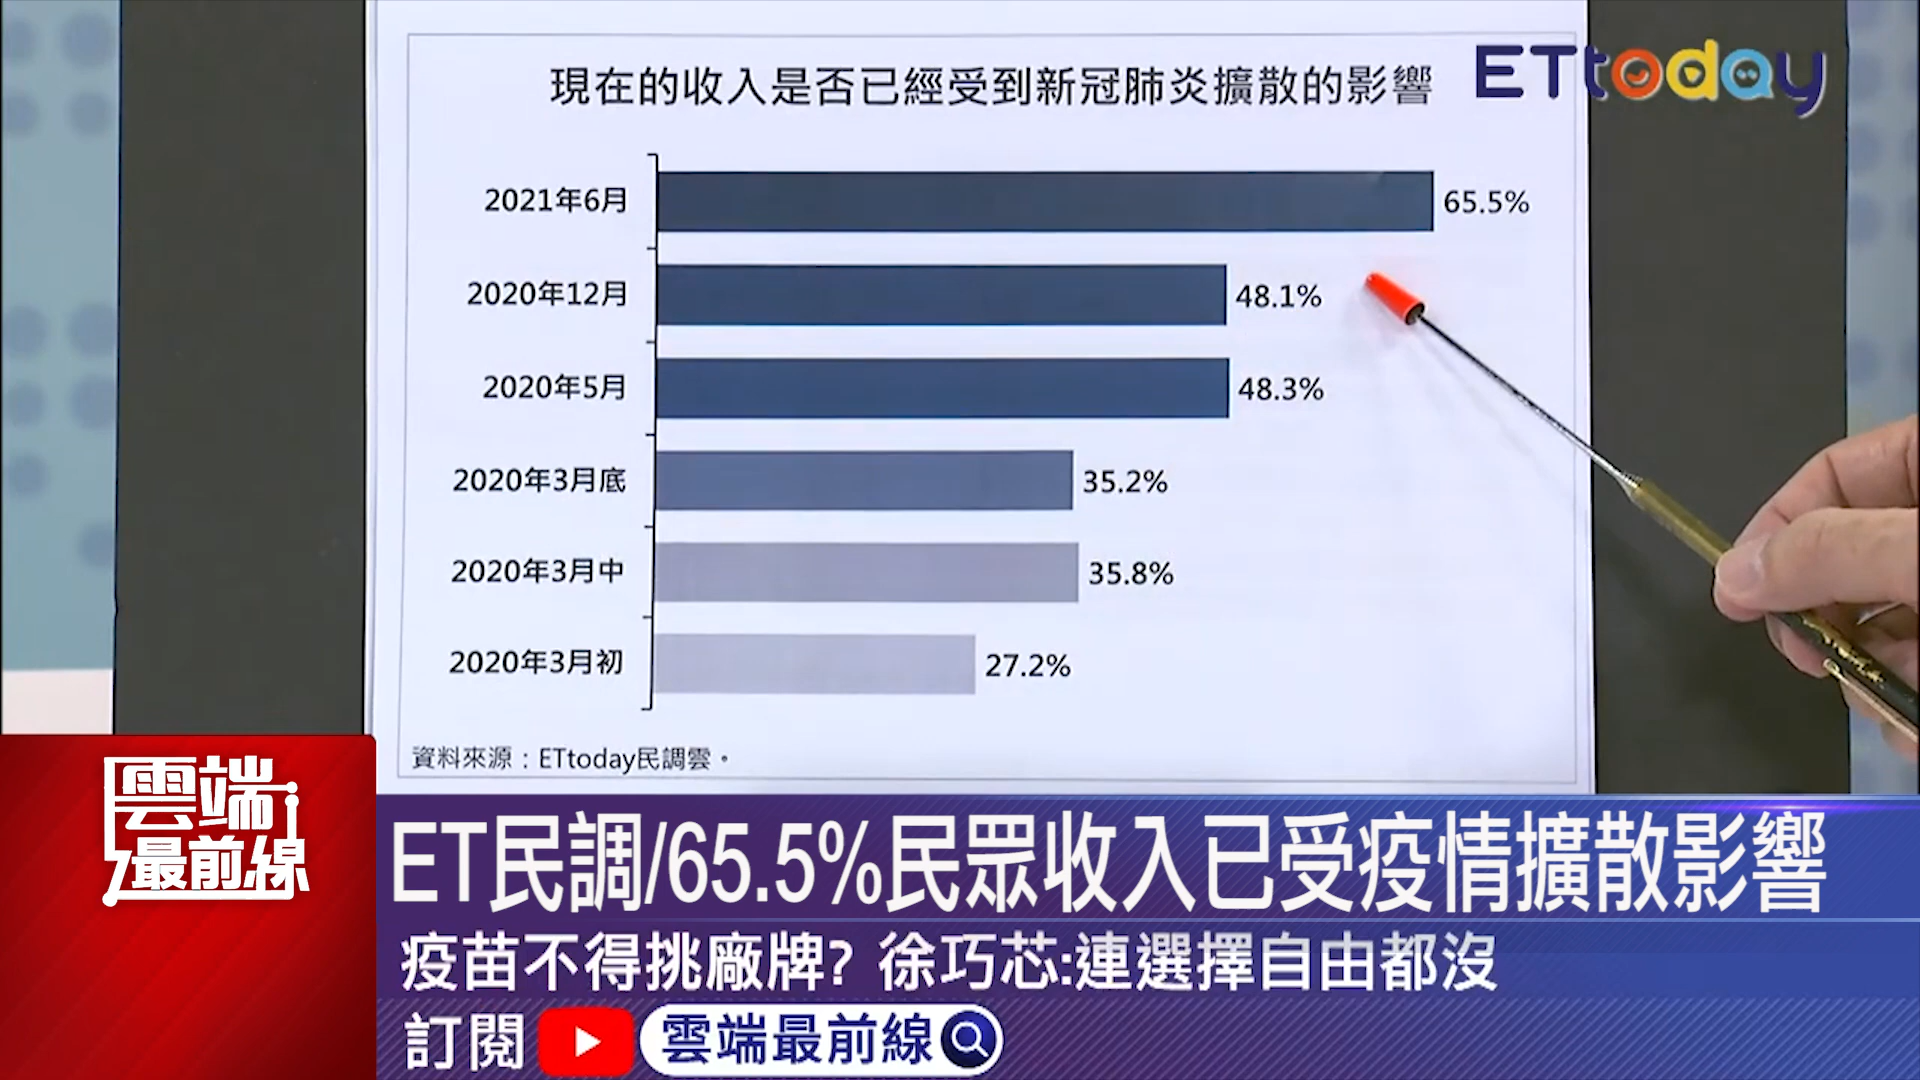 現在的收入是否已經受到新冠肺炎擴散的影響
ETtoday
2021年6月
65.5%
2020年12月
48.1%
2020年5月
48.3%
2020年3月底
35.2%
2020年3月中
35.8%
2020年3月初
27.2%
資料來源：ETtoday民調雲。
雲端
最前線
ET民調/65.5%民眾收入已受疫情擴散影響
疫苗不得挑廠牌? 徐巧芯:連選擇自由都沒
訂閱 雲端最前線